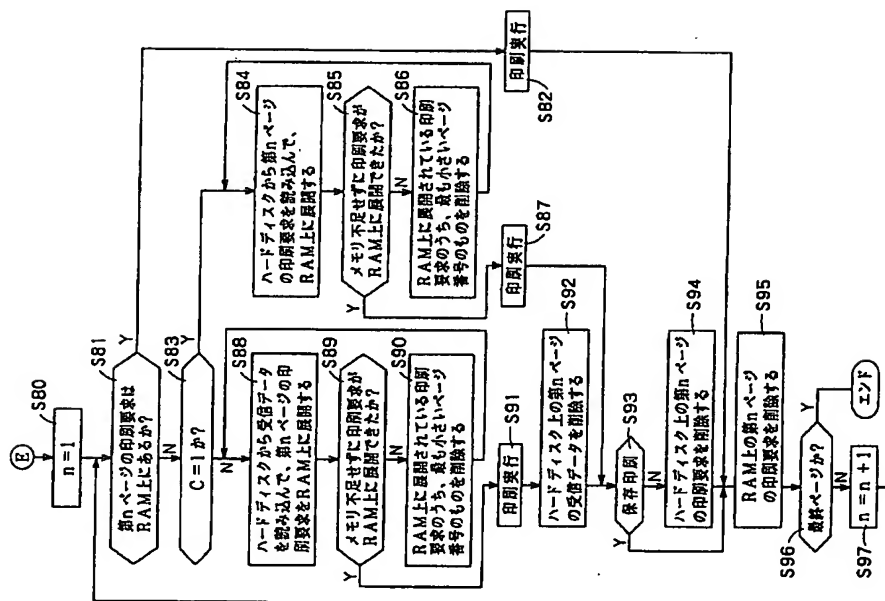 E
S80
n=1
S81
第nページの印刷要求は
RAM上にあるか?
Y
N
S83
C=1か?
Y
N
S84
ハードディスクから第nページ
の印刷要求を読み込んで、
RAM上に展開する
S85
メモリ不足せずに印刷要求が
RAM上に展開できたか?
Y
N
S86
RAM上に展開されている印刷
要求のうち、最も小さいページ
番号のものを削除する
印刷実行
S82
印刷実行
S87
S88
ハードディスクから受信データ
を読み込んで、第nページの印
刷要求をRAM上に展開する
S89
メモリ不足せずに印刷要求が
RAM上に展開できたか?
Y
N
S90
RAM上に展開されている印刷
要求のうち、最も小さいページ
番号のものを削除する
印刷実行
S91
S92
ハードディスク上の第nページ
の受信データを削除する
S93
保存印刷
Y
N
S94
ハードディスク上の第nページ
の印刷要求を削除する
S95
RAM上の第nページ
の印刷要求を削除する
S96
最終ページか?
Y
N
エンド
S97
n=n+1